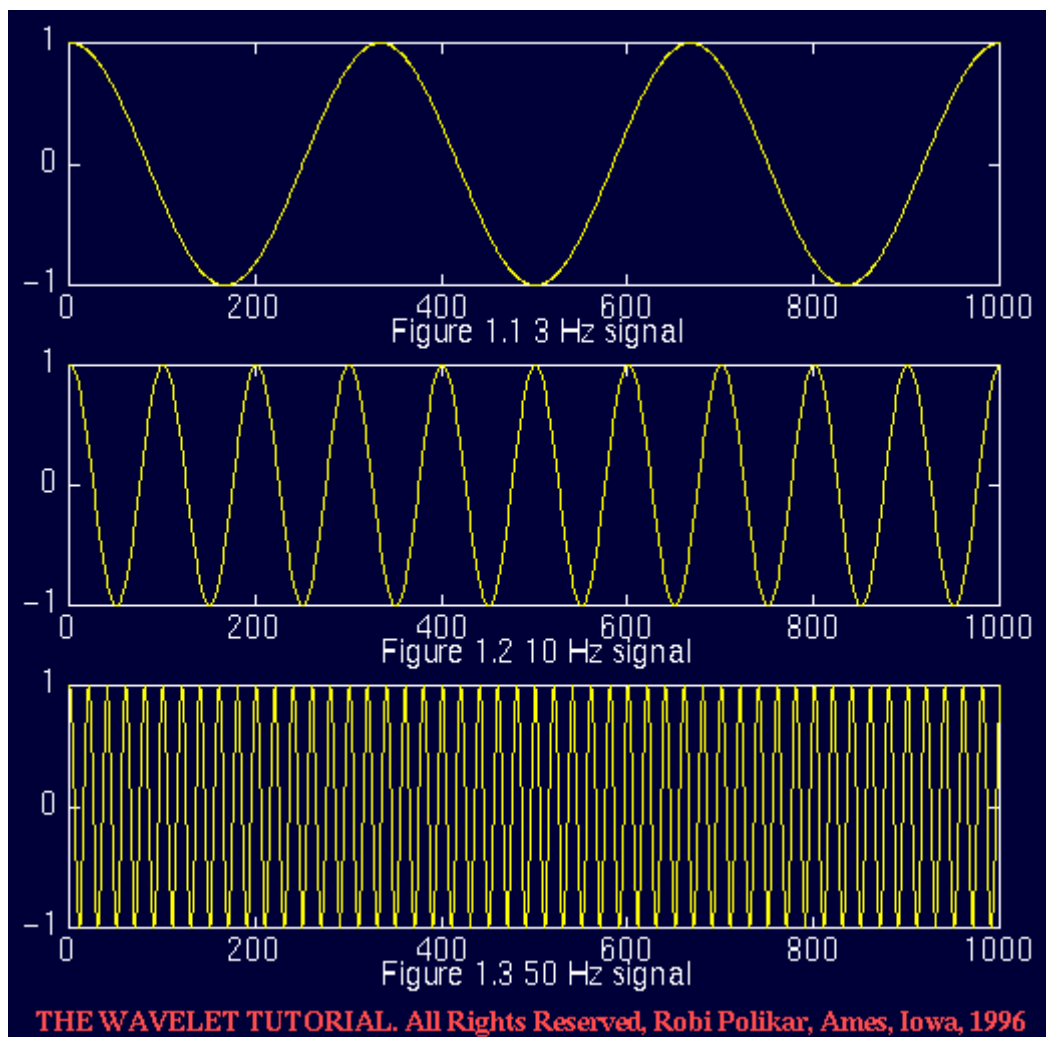 1
0
−1
0 200 400 600 800 1000
Figure 1.1 3 Hz signal
1
0
−1
0 200 400 600 800 1000
Figure 1.2 10 Hz signal
1
0
−1
0 200 400 600 800 1000
Figure 1.3 50 Hz signal
THE WAVELET TUTORIAL. All Rights Reserved, Robi Polikar, Ames, Iowa, 1996